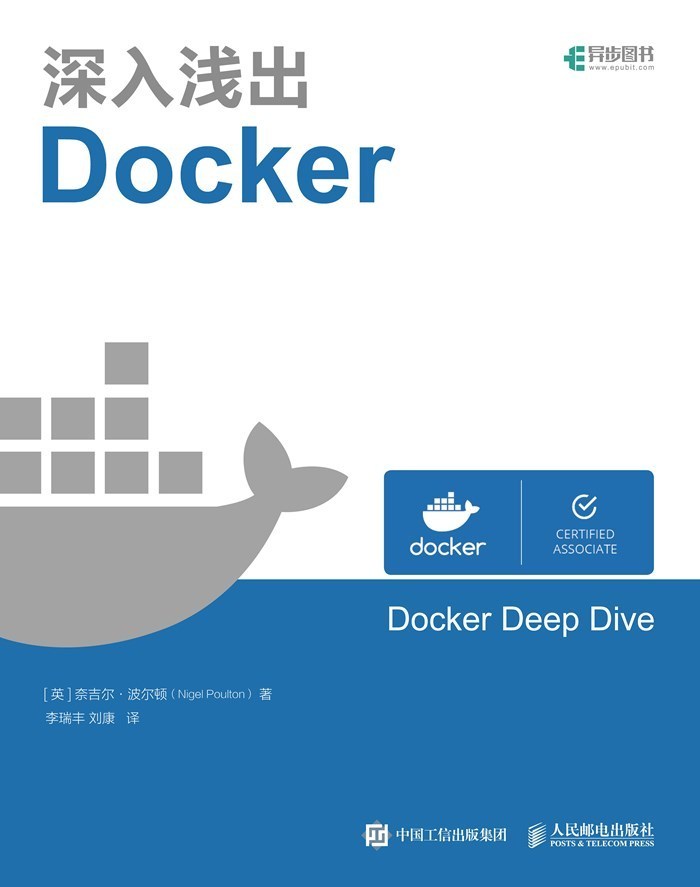 深入浅出
异步图书
www.epubit.com
Docker
docker
CERTIFIED
ASSOCIATE
Docker Deep Dive
[ 英 ] 奈吉尔 · 波尔顿（Nigel Poulton）著
李瑞丰 刘康 译
中国工信出版集团
人民邮电出版社
POSTS & TELECOM PRESS